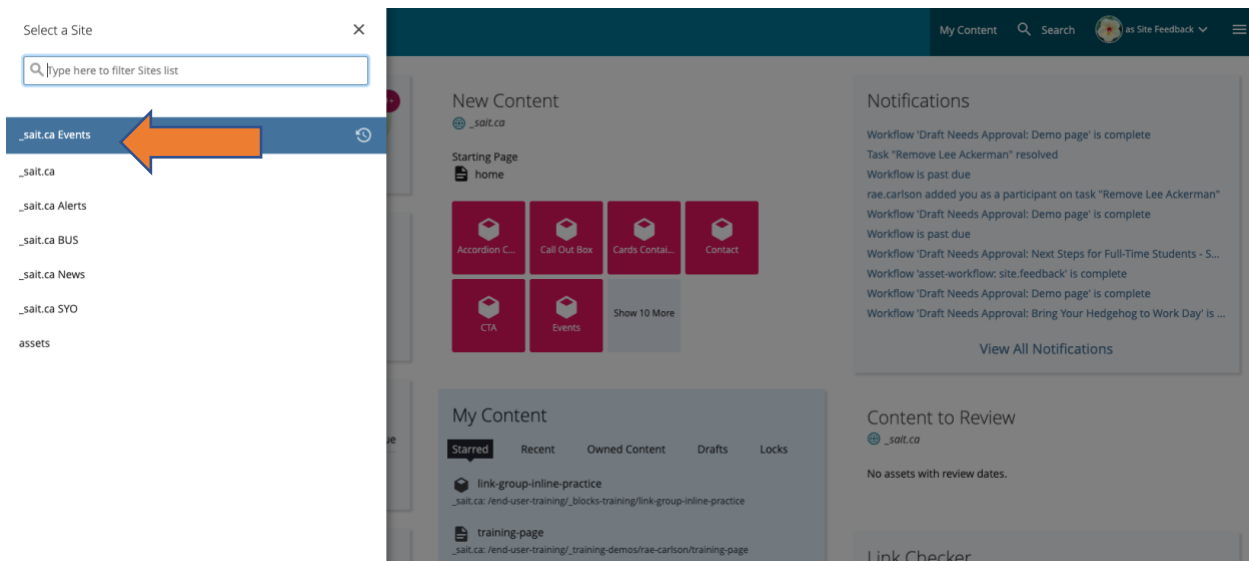 Select a Site
Type here to filter Sites list
_sait.ca Events
_sait.ca
_sait.ca Alerts
_sait.ca BUS
_sait.ca News
_sait.ca SYO
assets
My Content
Search
as Site Feedback
New Content
_sait.ca
Starting Page
home
Accordion C...
Call Out Box
Cards Contai...
Contact
CTA
Events
Show 10 More
My Content
Starred
Recent
Owned Content
Drafts
Locks
link-group-inline-practice
_sait.ca: /end-user-training/_blocks-training/link-group-inline-practice
training-page
_sait.ca: /end-user-training/_training-demos/rae-carlson/training-page
Notifications
Workflow 'Draft Needs Approval: Demo page' is complete
Task "Remove Lee Ackerman" resolved
Workflow is past due
rae.carlson added you as a participant on task "Remove Lee Ackerman"
Workflow 'Draft Needs Approval: Demo page' is complete
Workflow is past due
Workflow 'Draft Needs Approval: Next Steps for Full-Time Students - S...
Workflow 'asset-workflow: site.feedback' is complete
Workflow 'Draft Needs Approval: Demo page' is complete
Workflow 'Draft Needs Approval: Bring Your Hedgehog to Work Day' is ...
View All Notifications
Content to Review
_sait.ca
No assets with review dates.
Link Checker